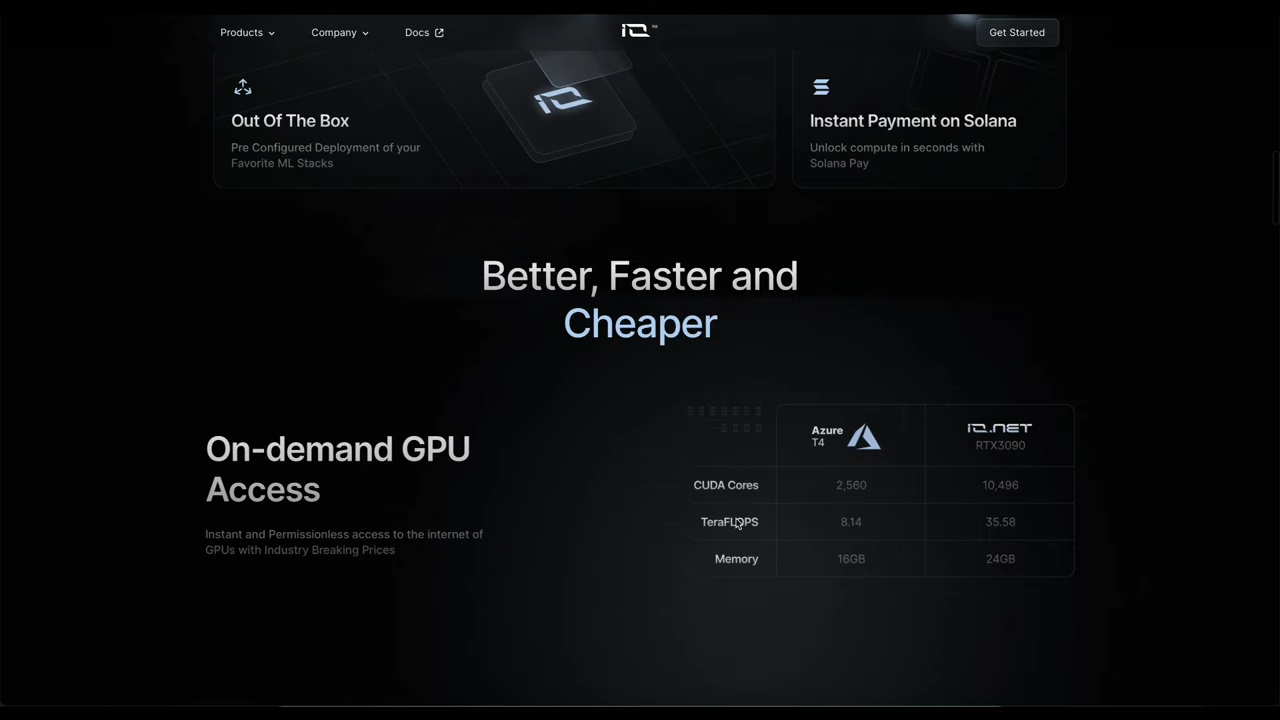 Products
Company
Docs
IO ™
Get Started
IO
Out Of The Box
Pre Configured Deployment of your
Favorite ML Stacks
Instant Payment on Solana
Unlock compute in seconds with
Solana Pay
Better, Faster and
Cheaper
On-demand GPU
Access
Instant and Permissionless access to the internet of
GPUs with Industry Breaking Prices
Azure
T4
IO.NET
RTX3090
CUDA Cores 2,560 10,496
TeraFLOPS 8.14 35.58
Memory 16GB 24GB